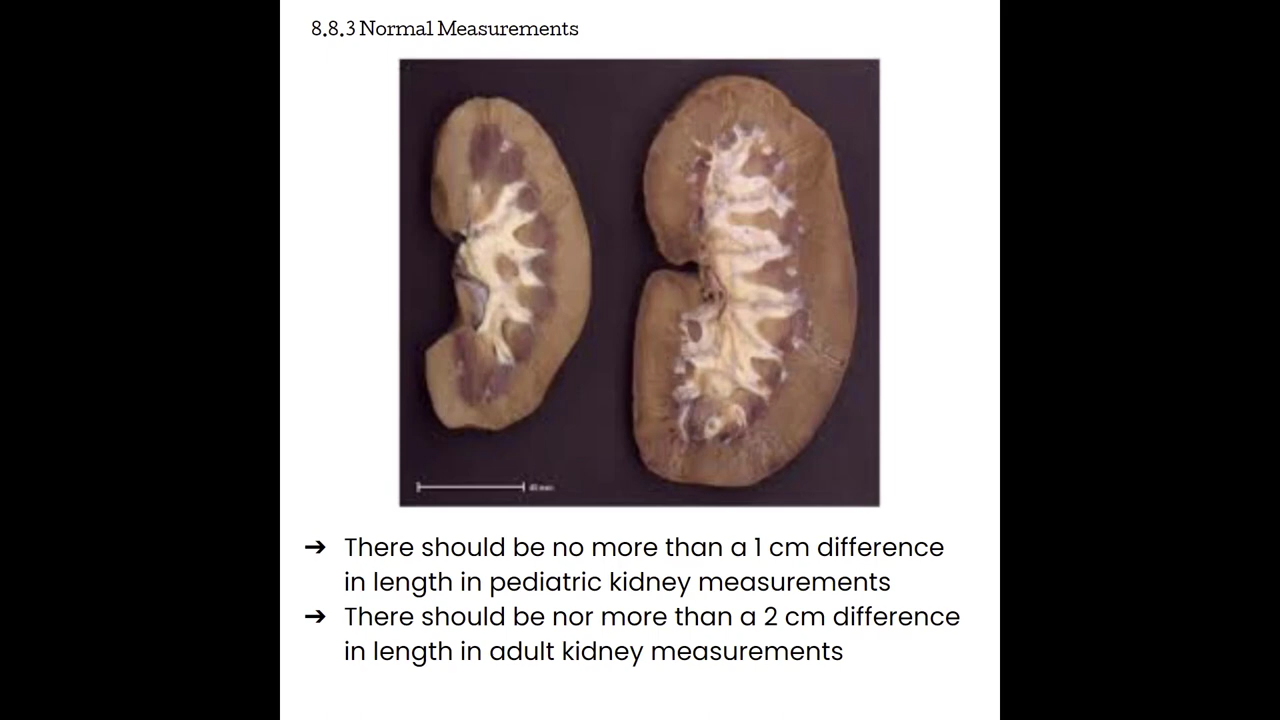 8.8.3 Normal Measurements
➔ There should be no more than a 1 cm difference
in length in pediatric kidney measurements
➔ There should be nor more than a 2 cm difference
in length in adult kidney measurements